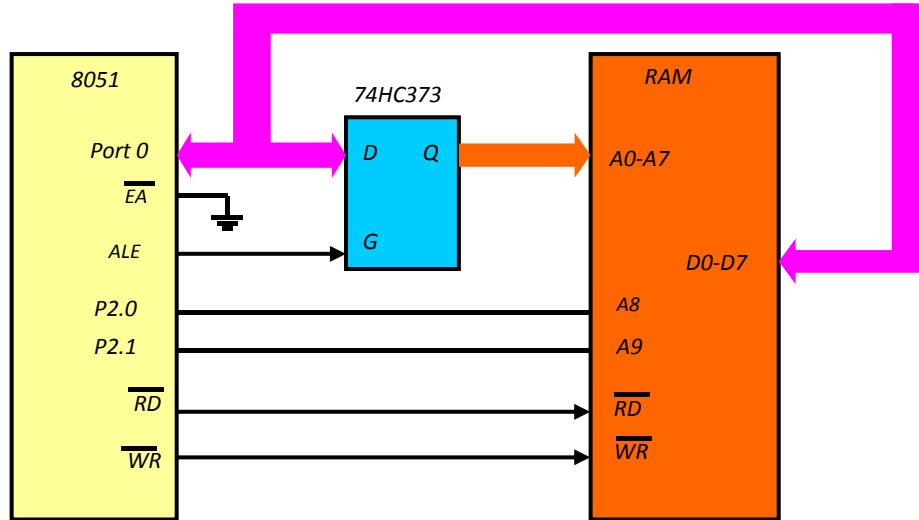 8051
Port 0
EA
ALE
P2.0
P2.1
RD
WR
74HC373
D Q
G
RAM
A0-A7
D0-D7
A8
A9
RD
WR